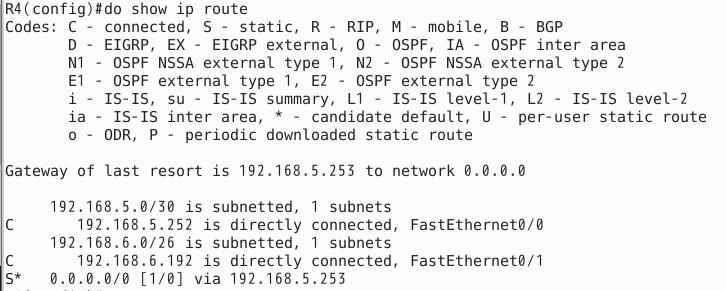 R4(config)#do show ip route
Codes: C - connected, S - static, R - RIP, M - mobile, B - BGP
D - EIGRP, EX - EIGRP external, O - OSPF, IA - OSPF inter area
N1 - OSPF NSSA external type 1, N2 - OSPF NSSA external type 2
E1 - OSPF external type 1, E2 - OSPF external type 2
i - IS-IS, su - IS-IS summary, L1 - IS-IS level-1, L2 - IS-IS level-2
ia - IS-IS inter area, * - candidate default, U - per-user static route
o - ODR, P - periodic downloaded static route
Gateway of last resort is 192.168.5.253 to network 0.0.0.0
192.168.5.0/30 is subnetted, 1 subnets
C 192.168.5.252 is directly connected, FastEthernet0/0
192.168.6.0/26 is subnetted, 1 subnets
C 192.168.6.192 is directly connected, FastEthernet0/1
S* 0.0.0.0/0 [1/0] via 192.168.5.253